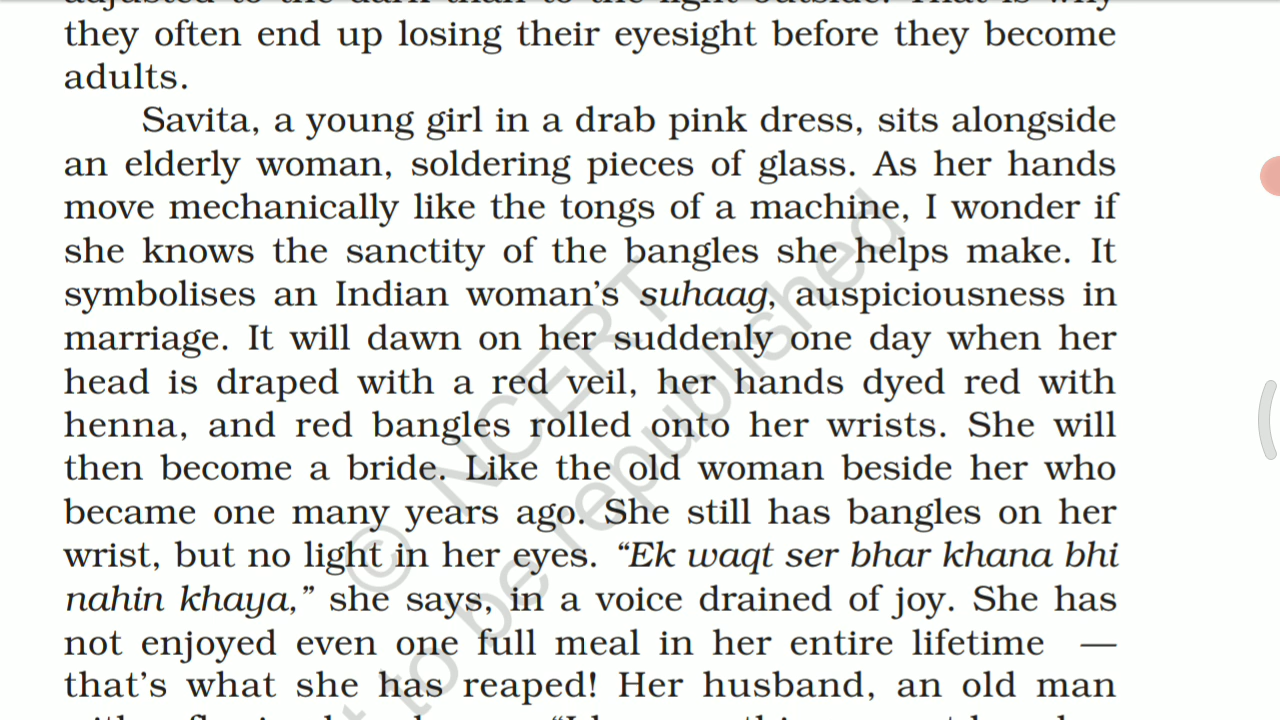 they often end up losing their eyesight before they become
adults.
Savita, a young girl in a drab pink dress, sits alongside
an elderly woman, soldering pieces of glass. As her hands
move mechanically like the tongs of a machine, I wonder if
she knows the sanctity of the bangles she helps make. It
symbolises an Indian woman's suhaag, auspiciousness in
marriage. It will dawn on her suddenly one day when her
head is draped with a red veil, her hands dyed red with
henna, and red bangles rolled onto her wrists. She will
then become a bride. Like the old woman beside her who
became one many years ago. She still has bangles on her
wrist, but no light in her eyes. “Ek waqt ser bhar khana bhi
nahin khaya,” she says, in a voice drained of joy. She has
not enjoyed even one full meal in her entire lifetime —
that's what she has reaped! Her husband, an old man
© NCERT
to be republished